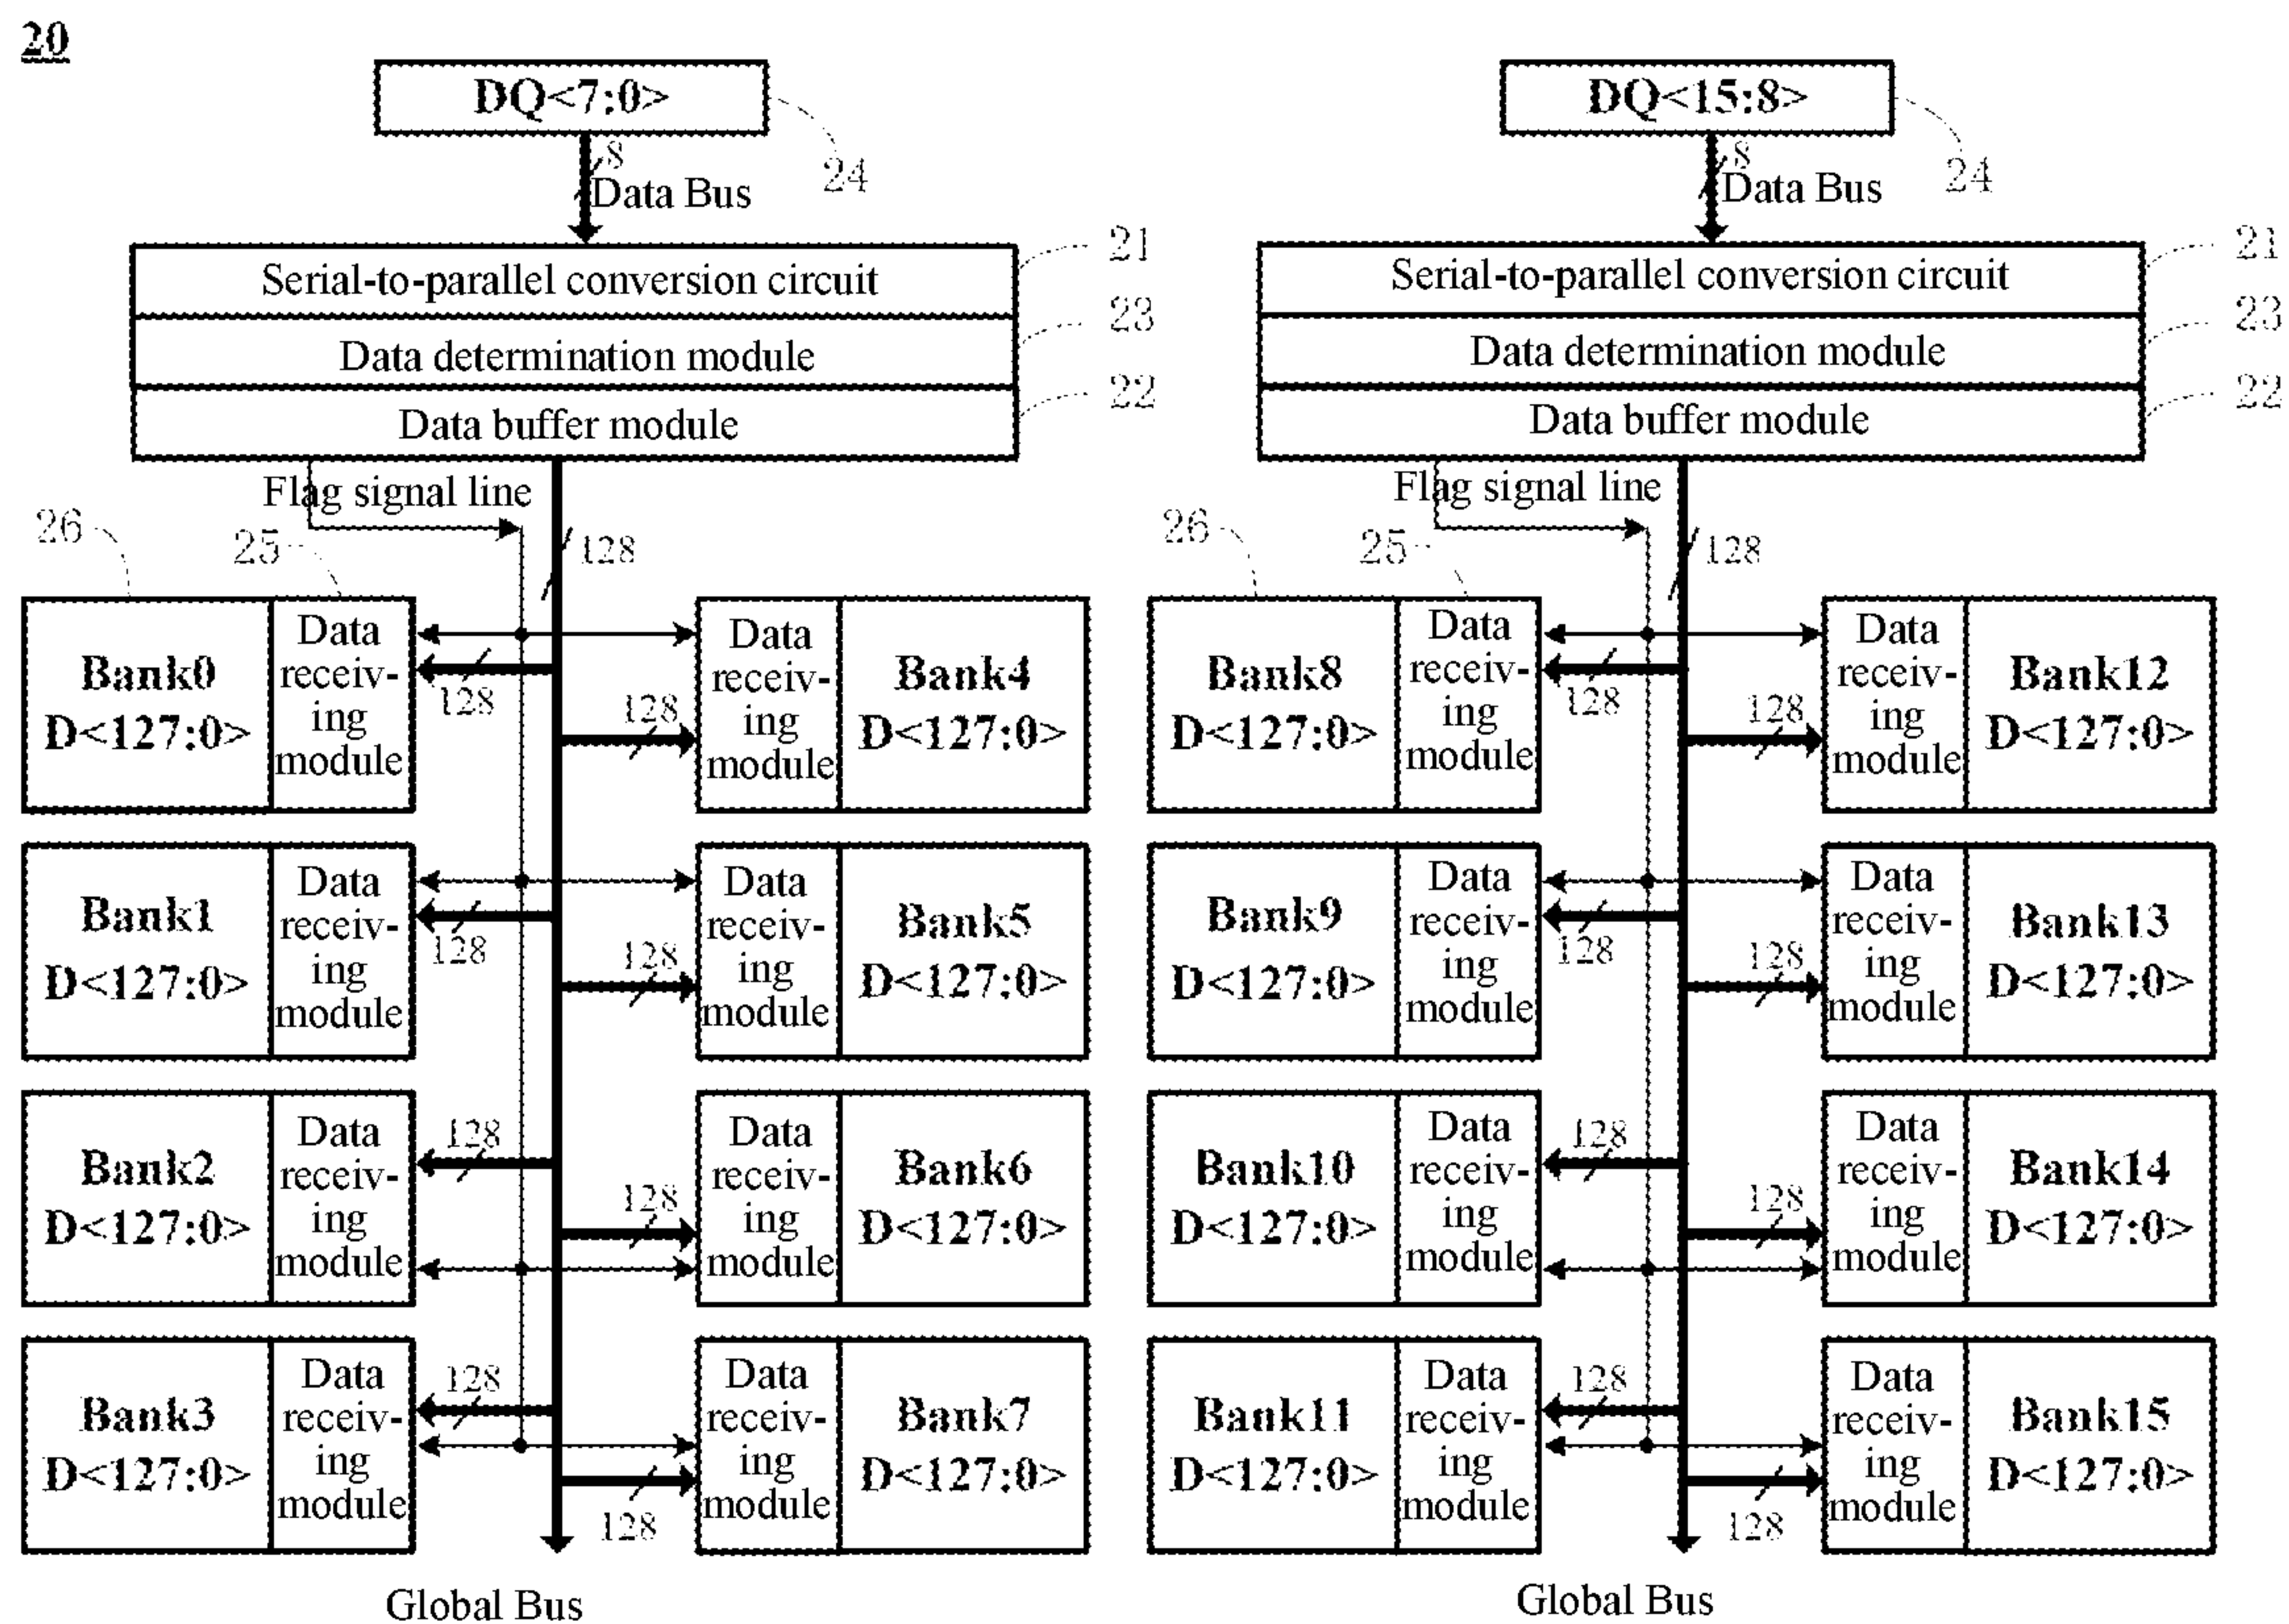 20
DQ<7:0>
8
Data Bus
24
Serial-to-parallel conversion circuit
21
Data determination module
23
Data buffer module
22
Flag signal line
128
26
25
Bank0
D<127:0>
Data
receiv-
ing
module
128
128
Data
receiv-
ing
module
Bank4
D<127:0>
Bank1
D<127:0>
Data
receiv-
ing
module
128
128
Data
receiv-
ing
module
Bank5
D<127:0>
Bank2
D<127:0>
Data
receiv-
ing
module
128
128
Data
receiv-
ing
module
Bank6
D<127:0>
Bank3
D<127:0>
Data
receiv-
ing
module
128
128
Data
receiv-
ing
module
Bank7
D<127:0>
Global Bus
DQ<15:8>
8
Data Bus
24
Serial-to-parallel conversion circuit
21
Data determination module
23
Data buffer module
22
Flag signal line
128
26
25
Bank8
D<127:0>
Data
receiv-
ing
module
128
128
Data
receiv-
ing
module
Bank12
D<127:0>
Bank9
D<127:0>
Data
receiv-
ing
module
128
128
Data
receiv-
ing
module
Bank13
D<127:0>
Bank10
D<127:0>
Data
receiv-
ing
module
128
128
Data
receiv-
ing
module
Bank14
D<127:0>
Bank11
D<127:0>
Data
receiv-
ing
module
128
128
Data
receiv-
ing
module
Bank15
D<127:0>
Global Bus